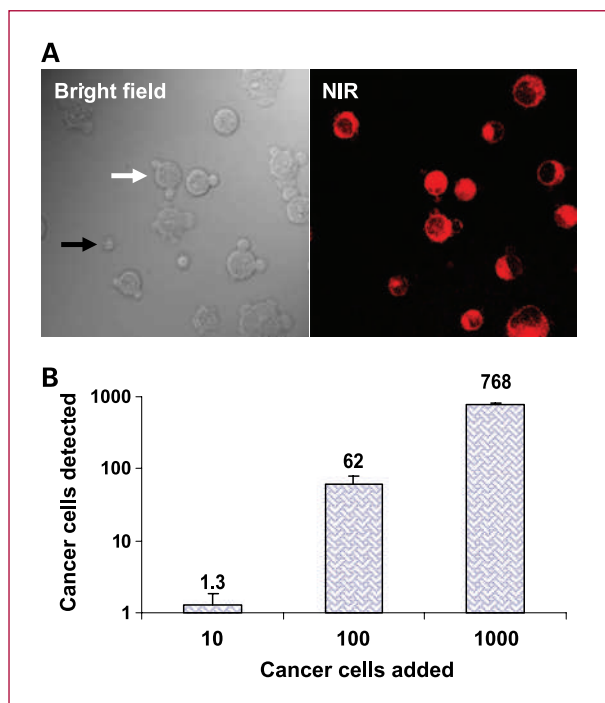 A
Bright field
NIR
B
Cancer cells detected
1000
100
10
1
1.3
62
768
10
100
1000
Cancer cells added